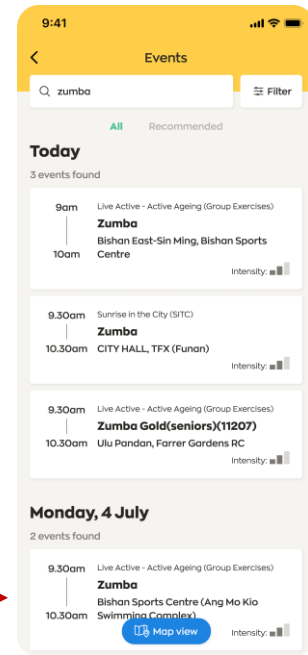 9:41
Events
zumba
Filter
All Recommended
Today
3 events found
9am Live Active - Active Ageing (Group Exercises)
Zumba
Bishan East-Sin Ming, Bishan Sports
10am Centre
Intensity:
9.30am Sunrise in the City (SITC)
Zumba
10.30am CITY HALL, TFX (Funan)
Intensity:
9.30am Live Active - Active Ageing (Group Exercises)
Zumba Gold(seniors)(11207)
10.30am Ulu Pandan, Farrer Gardens RC
Intensity:
Monday, 4 July
2 events found
9.30am Live Active - Active Ageing (Group Exercises)
Zumba
Bishan Sports Centre (Ang Mo Kio
10.30am Swimming Complex)
Map view
Intensity: